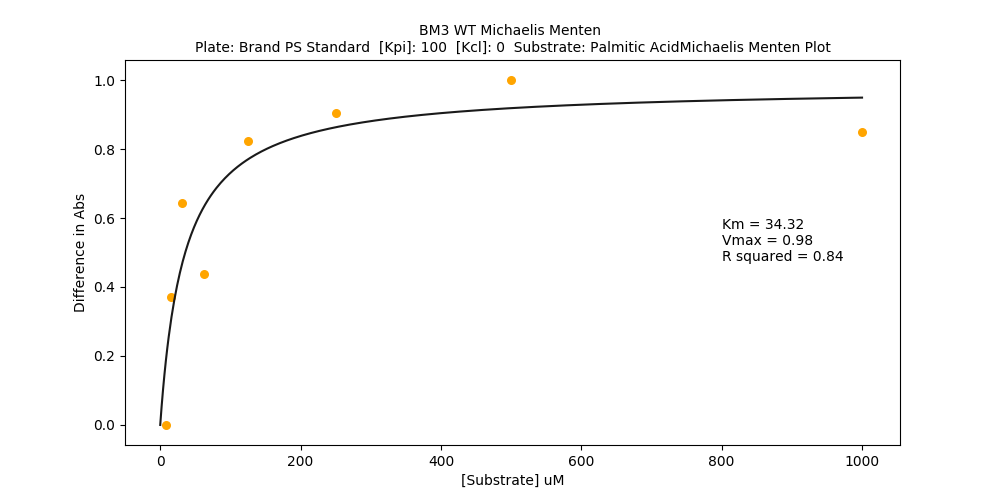 BM3 WT Michaelis Menten
Plate: Brand PS Standard  [Kpi]: 100  [Kcl]: 0  Substrate: Palmitic AcidMichaelis Menten Plot
1.0
0.8
0.6
0.4
0.2
0.0
Difference in Abs
Km = 34.32
Vmax = 0.98
R squared = 0.84
0 200 400 600 800 1000
[Substrate] uM